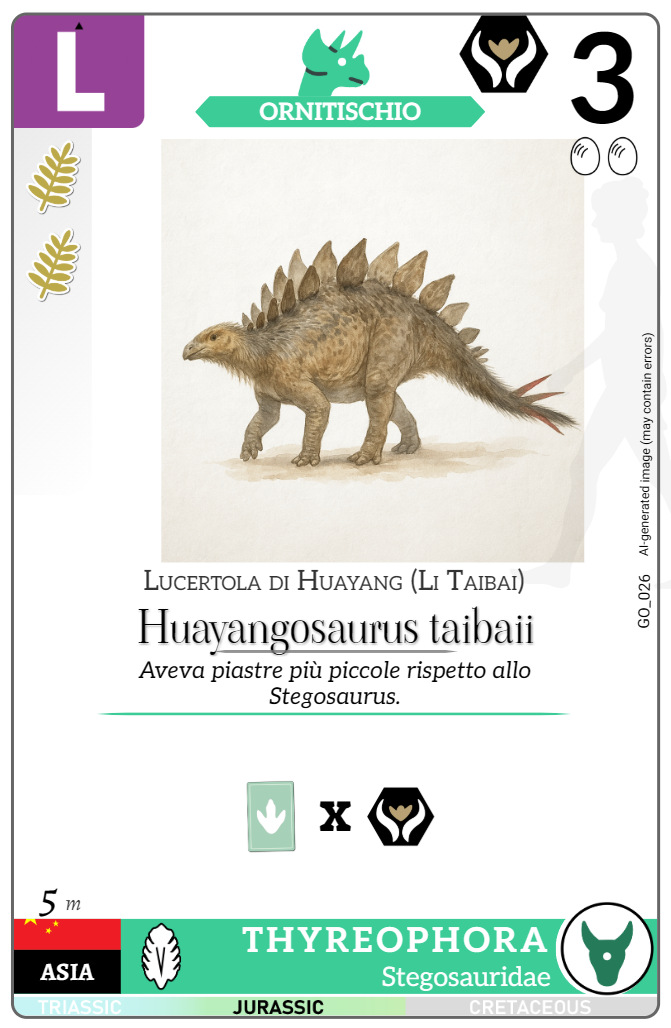 L
ORNITISCHIO
3
AI-generated image (may contain errors)
GO_026
Lucertola di Huayang (Li Taibai)
Huayangosaurus taibaii
Aveva piastre più piccole rispetto allo
Stegosaurus.
x
5 m
ASIA
THYREOPHORA
Stegosauridae
TRIASSIC
JURASSIC
CRETACEOUS